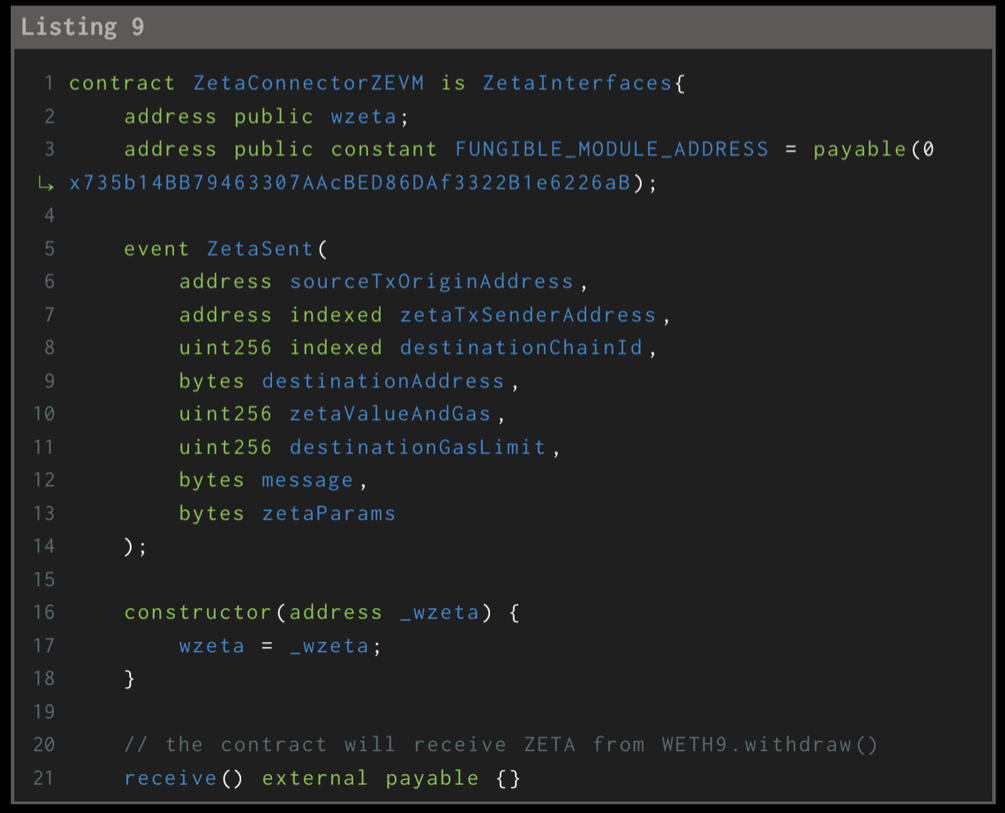 Listing 9
1 contract ZetaConnectorZEVM is ZetaInterfaces{
2     address public wzeta;
3     address public constant FUNGIBLE_MODULE_ADDRESS = payable(0
↳ x735b14BB79463307AAcBED86DAf3322B1e6226aB);
4
5     event ZetaSent(
6         address sourceTxOriginAddress,
7         address indexed zetaTxSenderAddress,
8         uint256 indexed destinationChainId,
9         bytes destinationAddress,
10         uint256 zetaValueAndGas,
11         uint256 destinationGasLimit,
12         bytes message,
13         bytes zetaParams
14     );
15
16     constructor(address _wzeta) {
17         wzeta = _wzeta;
18     }
19
20     // the contract will receive ZETA from WETH9.withdraw()
21     receive() external payable {}